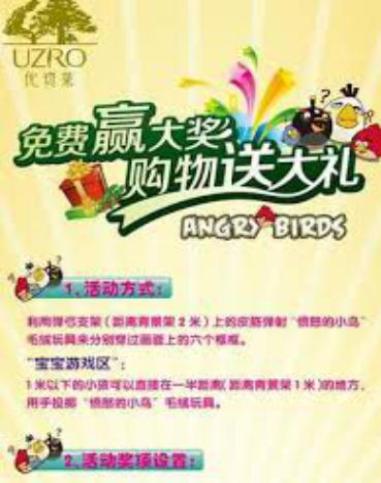 UZRO
优资莱
免费赢大奖
购物送大礼
ANGRY BIRDS
1、活动方式：
利用弹弓支架（距离背景架2米）上的皮筋弹射“愤怒的小鸟”
毛绒玩具来分别穿过画面上的六个框框。
“宝宝游戏区”：
1米以下的小孩可以直接在一半距离（距离背景架1米）的地方，
用手投掷“愤怒的小鸟”毛绒玩具。
2、活动奖项设置：